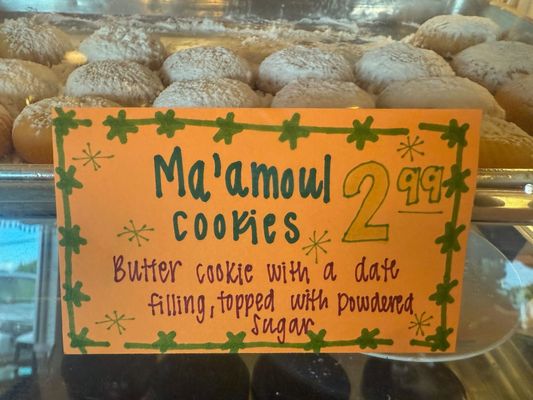 Ma'amoul 2.99
cookies
Butter cookie with a date
filling, topped with Powdered
sugar